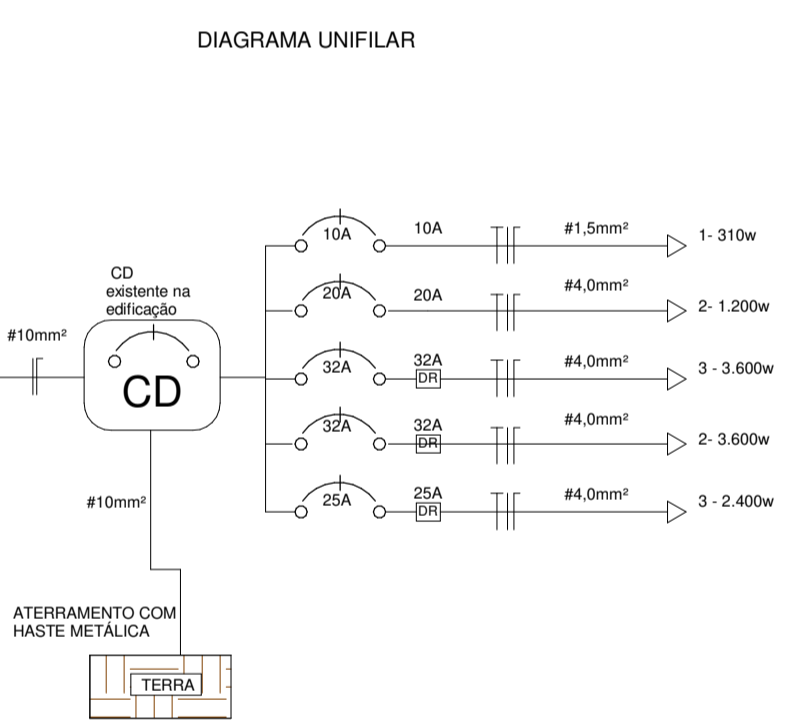 DIAGRAMA UNIFILAR
10A
10A
#1,5mm²
1- 310w
CD
existente na
edificação
20A
20A
#4,0mm²
2- 1.200w
#10mm²
CD
32A
32A
DR
#4,0mm²
3 - 3.600w
32A
32A
DR
#4,0mm²
2- 3.600w
25A
25A
DR
#4,0mm²
3 - 2.400w
#10mm²
ATERRAMENTO COM
HASTE METÁLICA
TERRA